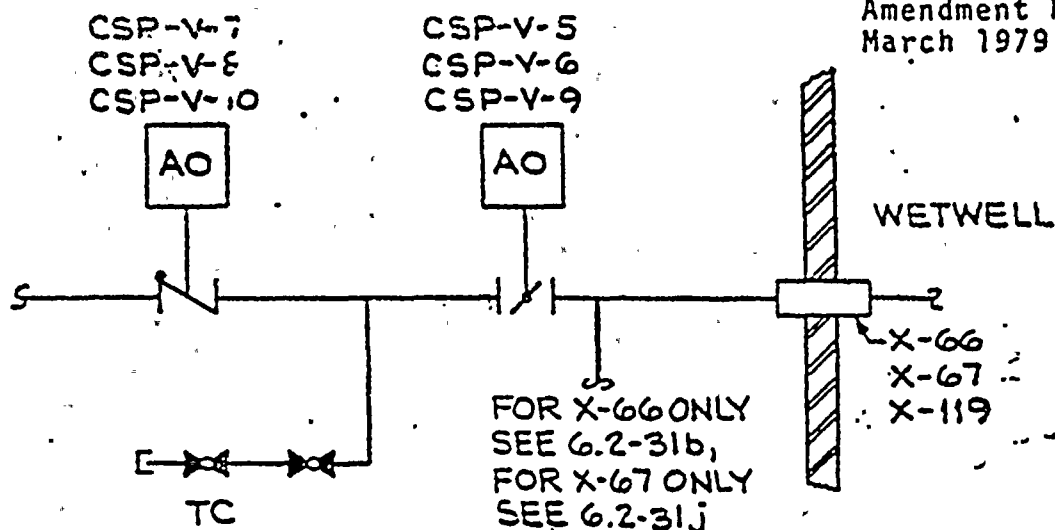 Amendment
March 1979
CSP-V-7
CSP-V-8
CSP-V-10
CSP-V-5
CSP-V-6
CSP-V-9
AO
AO
WETWELL
X-66
X-67
X-119
FOR X-66 ONLY
SEE 6.2-31b,
FOR X-67 ONLY
SEE 6.2-31j
TC